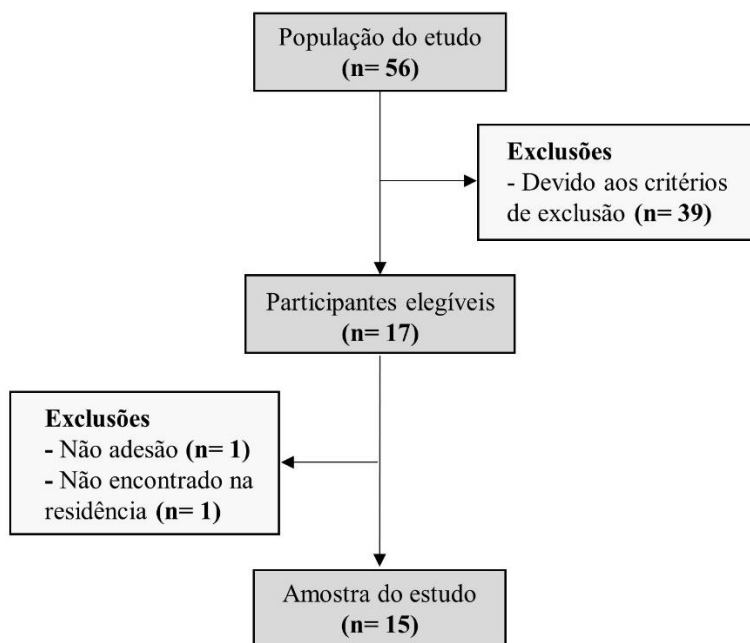 População do etudo
(n= 56)
Exclusões
- Devido aos critérios
de exclusão (n= 39)
Participantes elegíveis
(n= 17)
Exclusões
- Não adesão (n= 1)
- Não encontrado na
residência (n= 1)
Amostra do estudo
(n= 15)